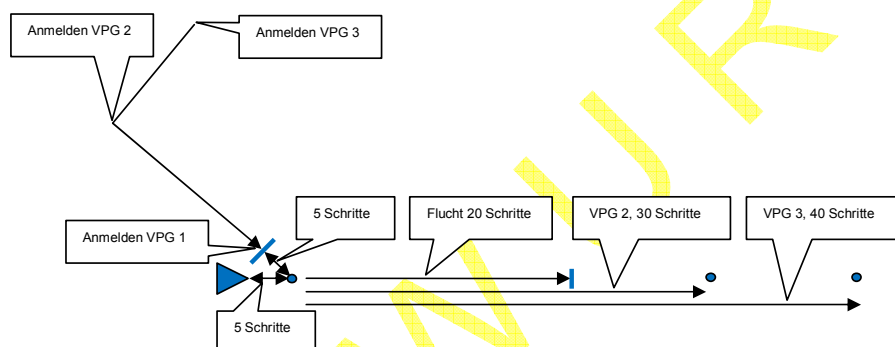 Anmelden VPG 2
Anmelden VPG 3
5 Schritte
Flucht 20 Schritte
VPG 2, 30 Schritte
VPG 3, 40 Schritte
Anmelden VPG 1
5 Schritte
W U R